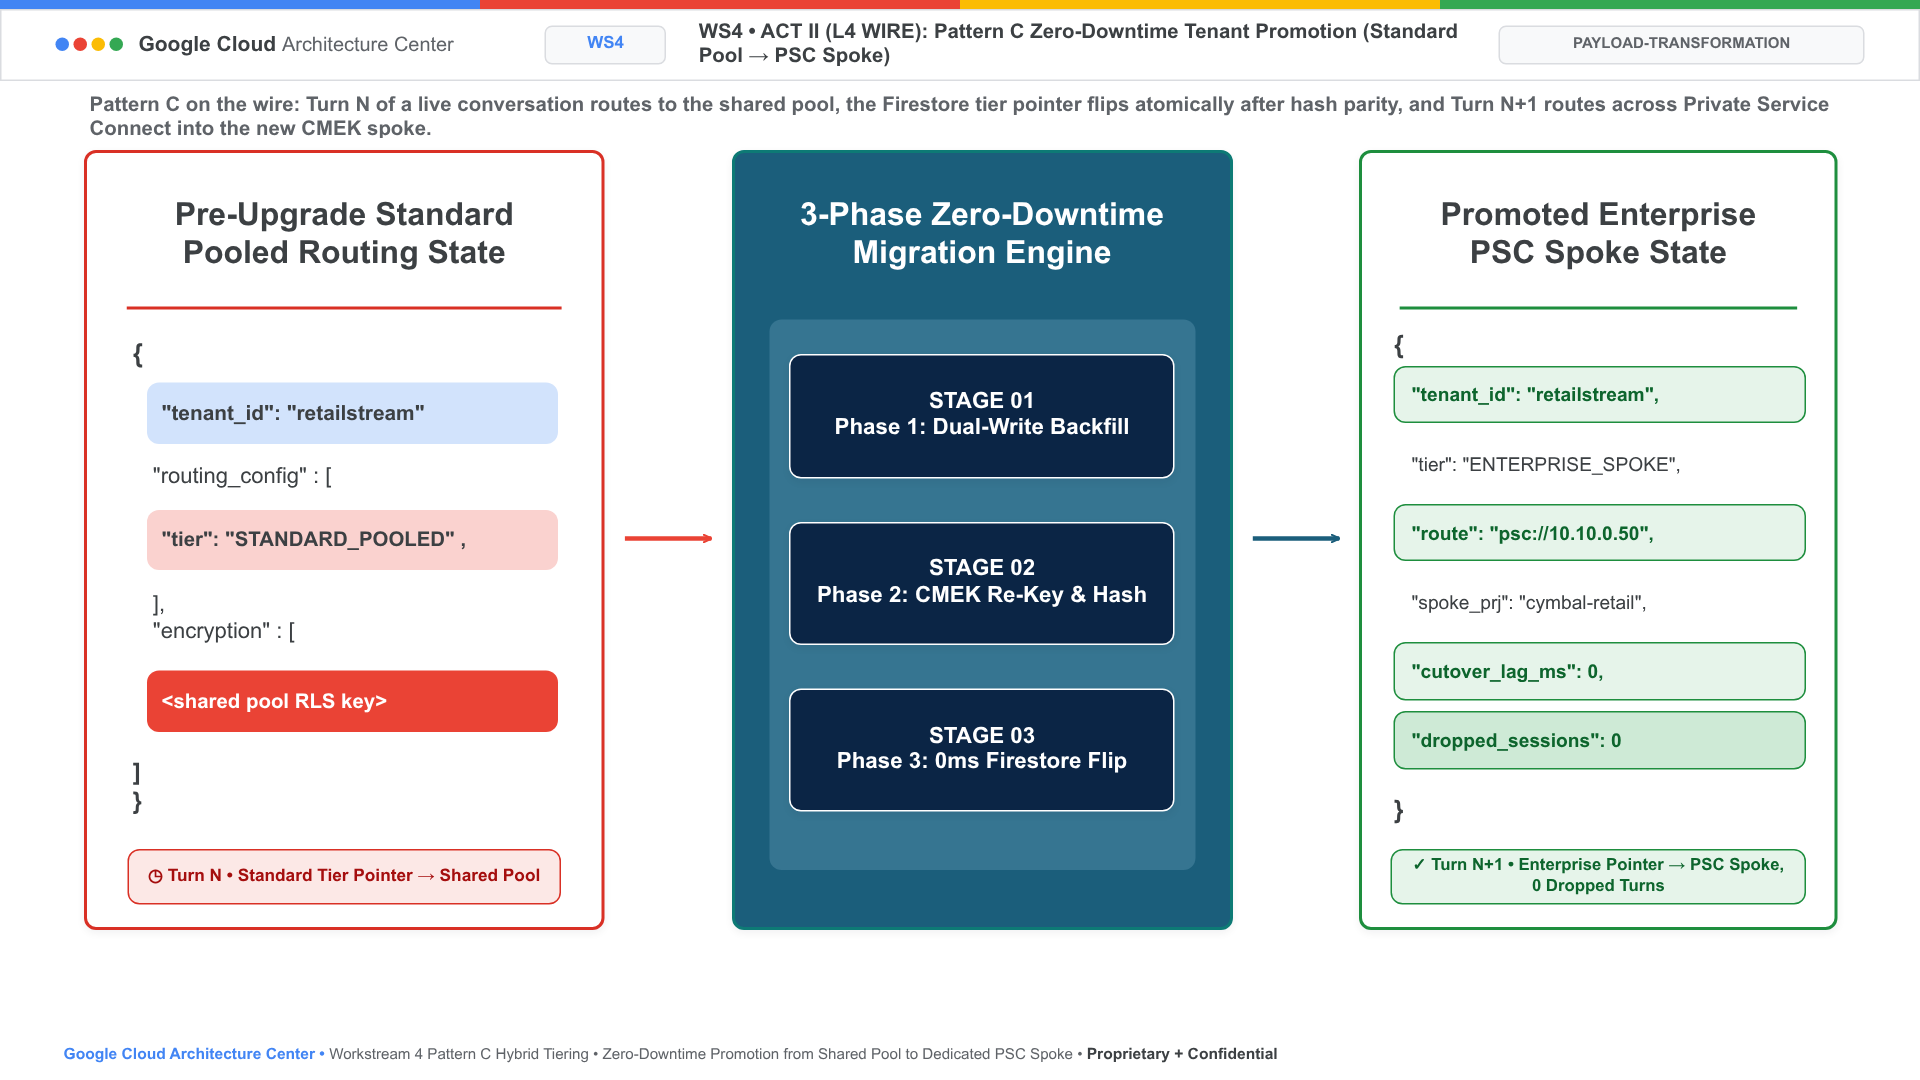 Google Cloud Architecture Center
WS4
WS4 • ACT II (L4 WIRE): Pattern C Zero-Downtime Tenant Promotion (Standard
Pool → PSC Spoke)
PAYLOAD-TRANSFORMATION
Pattern C on the wire: Turn N of a live conversation routes to the shared pool, the Firestore tier pointer flips atomically after hash parity, and Turn N+1 routes across Private Service
Connect into the new CMEK spoke.
Pre-Upgrade Standard
Pooled Routing State
{
"tenant_id": "retailstream"
"routing_config" : [
"tier": "STANDARD_POOLED" ,
],
"encryption" : [
<shared pool RLS key>
]
}
◷ Turn N • Standard Tier Pointer → Shared Pool
3-Phase Zero-Downtime
Migration Engine
STAGE 01
Phase 1: Dual-Write Backfill
STAGE 02
Phase 2: CMEK Re-Key & Hash
STAGE 03
Phase 3: 0ms Firestore Flip
Promoted Enterprise
PSC Spoke State
{
"tenant_id": "retailstream",
"tier": "ENTERPRISE_SPOKE",
"route": "psc://10.10.0.50",
"spoke_prj": "cymbal-retail",
"cutover_lag_ms": 0,
"dropped_sessions": 0
}
✓ Turn N+1 • Enterprise Pointer → PSC Spoke,
0 Dropped Turns
Google Cloud Architecture Center • Workstream 4 Pattern C Hybrid Tiering • Zero-Downtime Promotion from Shared Pool to Dedicated PSC Spoke • Proprietary + Confidential